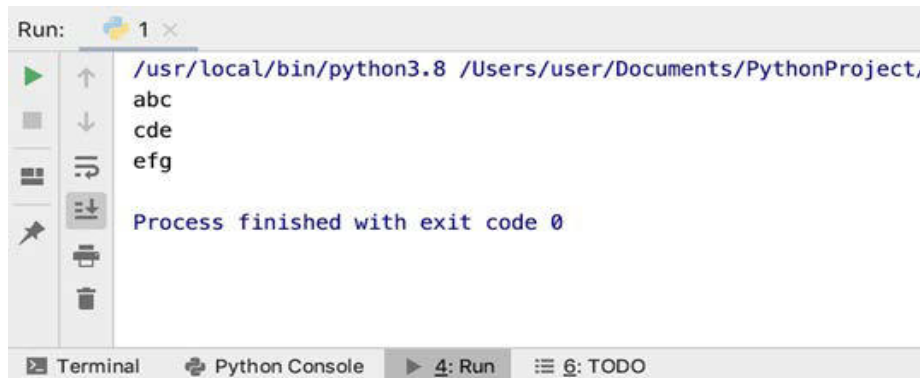 Run: 1
/usr/local/bin/python3.8 /Users/user/Documents/PythonProject/
abc
cde
efg
Process finished with exit code 0
Terminal Python Console 4: Run 6: TODO